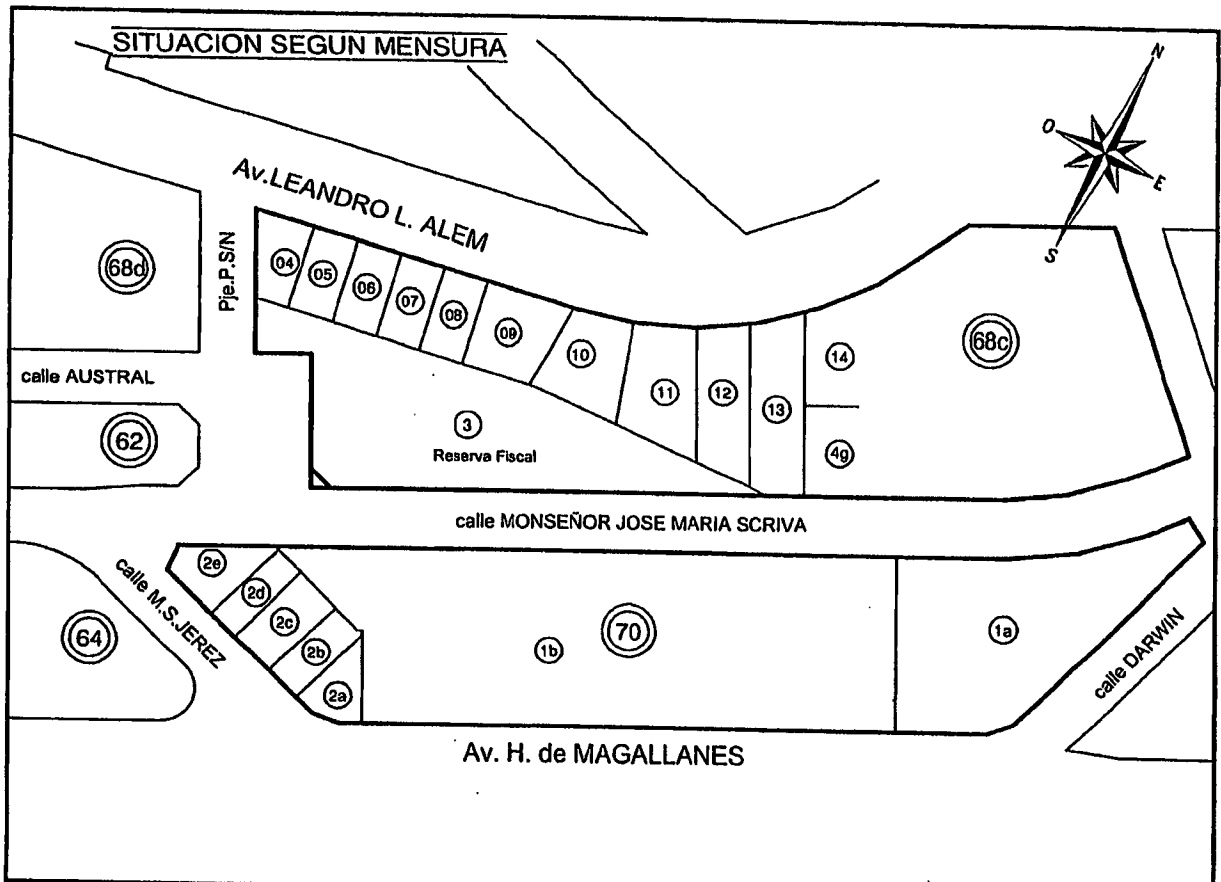 SITUACION SEGUN MENSURA
N
O
E
S
Av.LEANDRO L. ALEM
Pje.P.S/N
68d
04
05
06
07
08
09
10
11
12
13
14
4g
68c
calle AUSTRAL
62
3
Reserva Fiscal
calle MONSEÑOR JOSE MARIA SCRIVA
calle M.S.JEREZ
64
2e
2d
2c
2b
2a
1b
70
1a
calle DARWIN
Av. H. de MAGALLANES